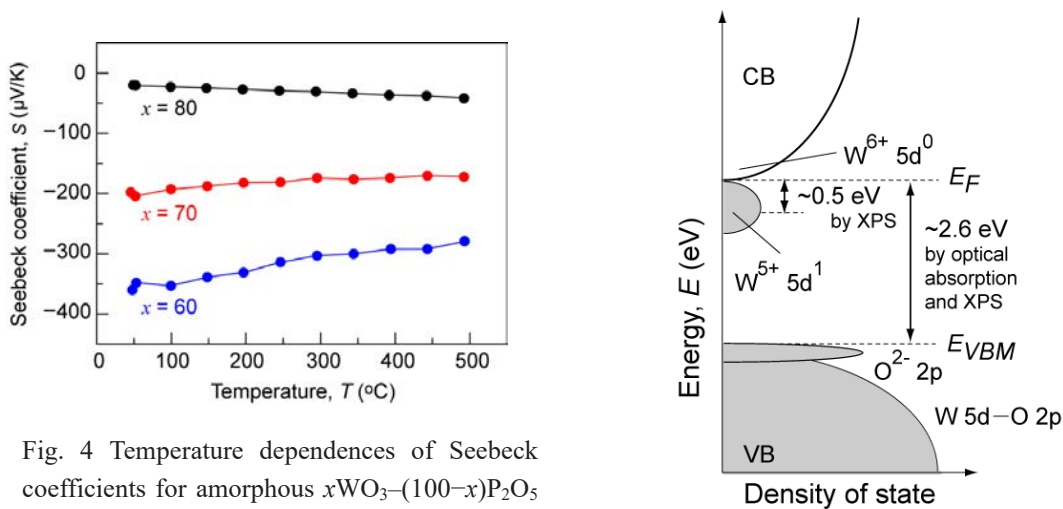 Seebeck coefficient, S (μV/K)
0
−100
−200
−300
−400
x = 80
x = 70
x = 60
0 100 200 300 400 500
Temperature, T (oC)
Fig. 4 Temperature dependences of Seebeck
coefficients for amorphous xWO₃–(100−x)P₂O₅
Energy, E (eV)
CB
W⁶⁺ 5d⁰
E_F
~0.5 eV
by XPS
~2.6 eV
by optical
absorption
and XPS
W⁵⁺ 5d¹
E_VBM
O²⁻ 2p
W 5d−O 2p
VB
Density of state